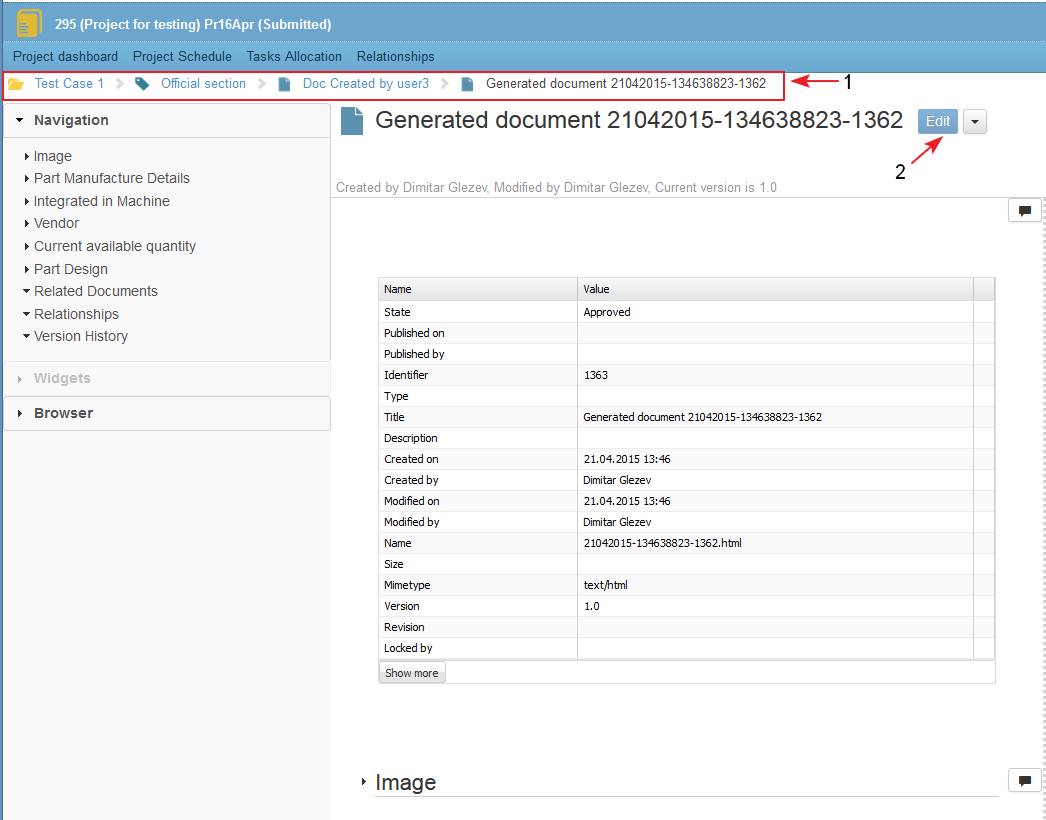 295 (Project for testing) Pr16Apr (Submitted)
Project dashboard Project Schedule Tasks Allocation Relationships
Test Case 1 Official section Doc Created by user3 Generated document 21042015-134638823-1362 1
Navigation
Image
Part Manufacture Details
Integrated in Machine
Vendor
Current available quantity
Part Design
Related Documents
Relationships
Version History
Widgets
Browser
Generated document 21042015-134638823-1362 Edit
2
Created by Dimitar Glezev, Modified by Dimitar Glezev, Current version is 1.0
Name Value
State Approved
Published on
Published by
Identifier 1363
Type
Title Generated document 21042015-134638823-1362
Description
Created on 21.04.2015 13:46
Created by Dimitar Glezev
Modified on 21.04.2015 13:46
Modified by Dimitar Glezev
Name 21042015-134638823-1362.html
Size
Mimetype text/html
Version 1.0
Revision
Locked by
Show more
Image